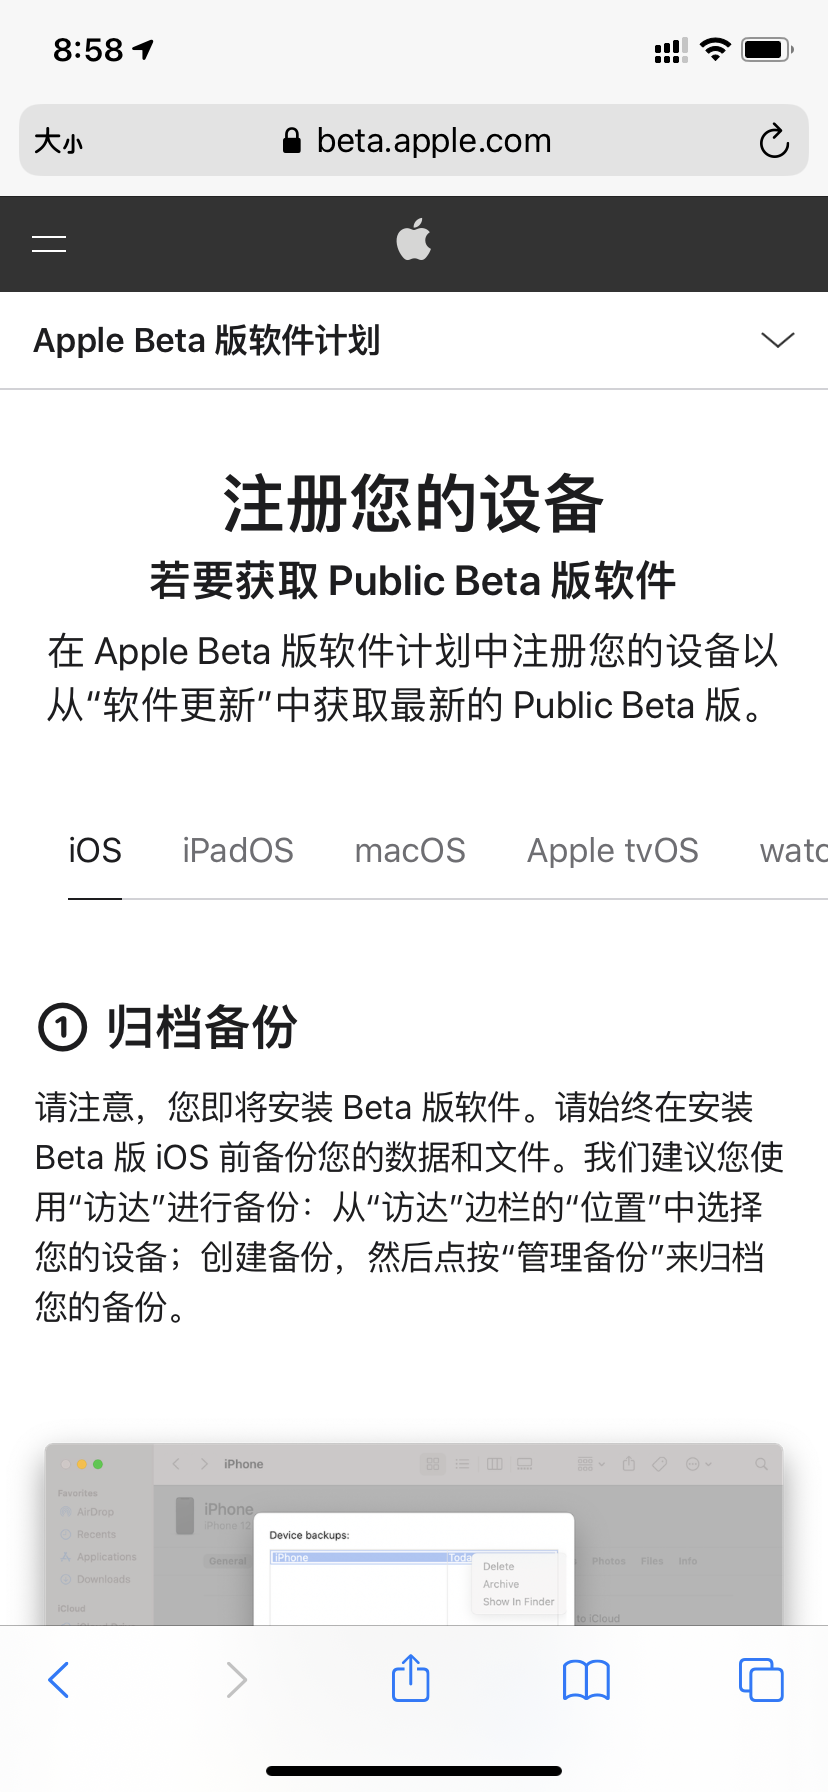 8:58
大小 beta.apple.com
Apple Beta 版软件计划
注册您的设备
若要获取 Public Beta 版软件
在 Apple Beta 版软件计划中注册您的设备以
从“软件更新”中获取最新的 Public Beta 版。
iOS iPadOS macOS Apple tvOS watc
① 归档备份
请注意，您即将安装 Beta 版软件。请始终在安装
Beta 版 iOS 前备份您的数据和文件。我们建议您使
用“访达”进行备份：从“访达”边栏的“位置”中选择
您的设备；创建备份，然后点按“管理备份”来归档
您的备份。
iPhone
Favorites
AirDrop
Recents
Applications
Downloads
iCloud
iPhone
iPhone 12
General
Photos Files Info
Device backups:
iPhone Toda
Delete
Archive
Show In Finder
to iCloud